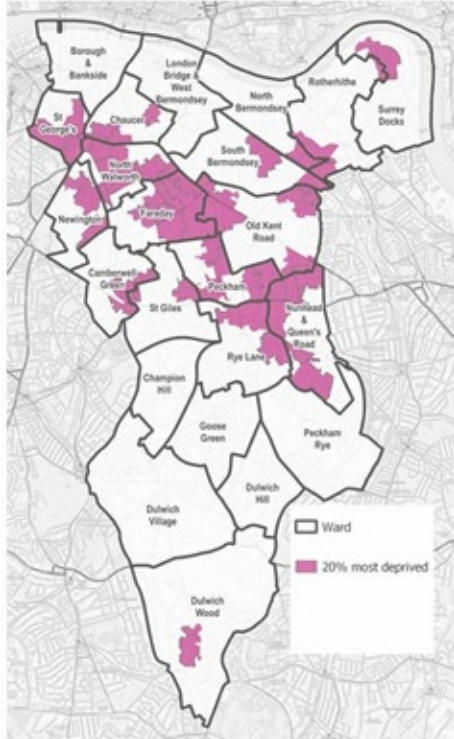 Borough
&
Bankside
London
Bridge &
West
Bermondsey
Rotherhithe
North
Bermondsey
Surrey
Docks
St
George's
Chaucer
South
Bermondsey
North
Walworth
Newington
Faraday
Old Kent
Road
Camberwell
Green
Peckham
St Giles
Nunhead
&
Queen's
Road
Rye Lane
Champion
Hill
Goose
Green
Peckham
Rye
Dulwich
Village
Dulwich
Hill
Ward
20% most deprived
Dulwich
Wood